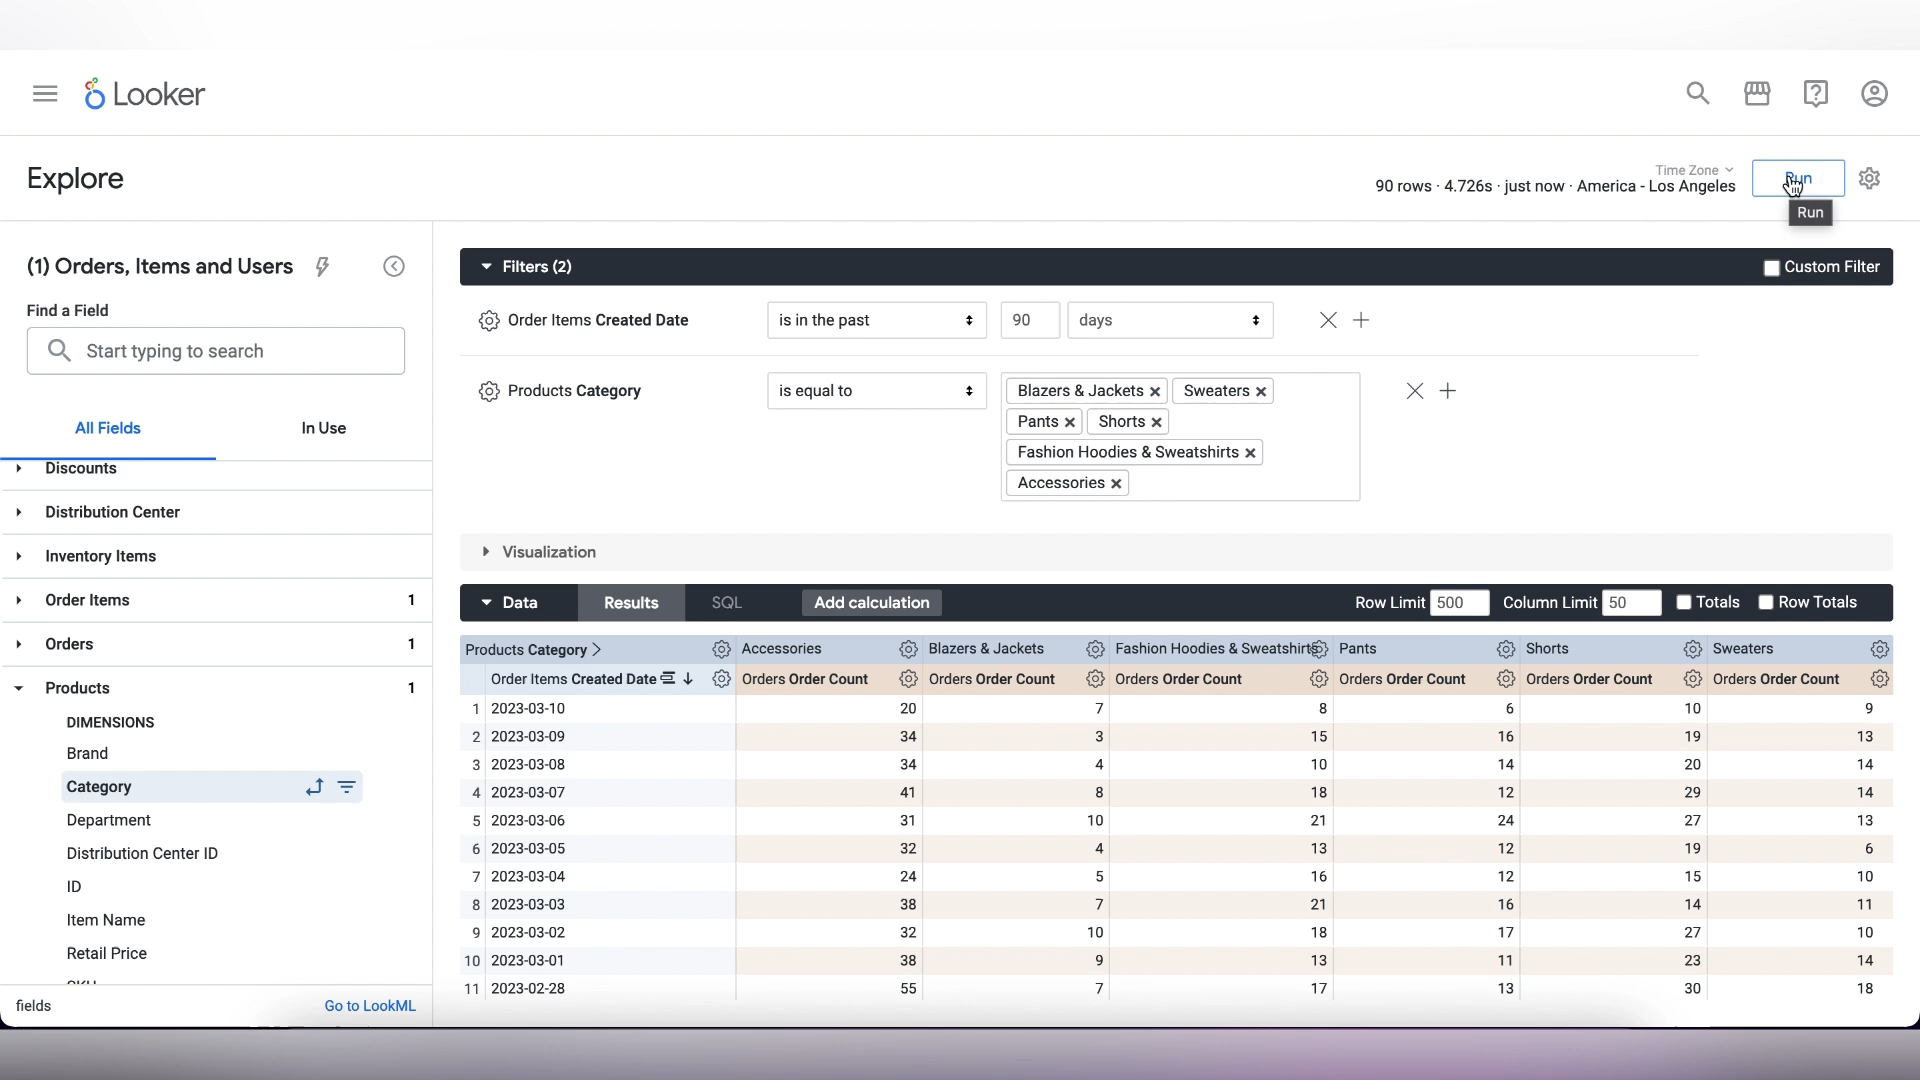 Looker
Explore
Time Zone
90 rows · 4.726s · just now · America - Los Angeles
Run
Run
(1) Orders, Items and Users
Find a Field
Start typing to search
All Fields
In Use
Discounts
Distribution Center
Inventory Items
Order Items 1
Orders 1
Products 1
DIMENSIONS
Brand
Category
Department
Distribution Center ID
ID
Item Name
Retail Price
SKU
fields
Go to LookML
Filters (2)
Custom Filter
Order Items Created Date is in the past 90 days
Products Category is equal to
Blazers & Jackets Sweaters
Pants Shorts
Fashion Hoodies & Sweatshirts
Accessories
Visualization
Data Results SQL Add calculation Row Limit 500 Column Limit 50 Totals Row Totals
Products Category Accessories Blazers & Jackets Fashion Hoodies & Sweatshirts Pants Shorts Sweaters
Order Items Created Date Orders Order Count Orders Order Count Orders Order Count Orders Order Count Orders Order Count Orders Order Count
1 2023-03-10 20 7 8 6 10 9
2 2023-03-09 34 3 15 16 19 13
3 2023-03-08 34 4 10 14 20 14
4 2023-03-07 41 8 18 12 29 14
5 2023-03-06 31 10 21 24 27 13
6 2023-03-05 32 4 13 12 19 6
7 2023-03-04 24 5 16 12 15 10
8 2023-03-03 38 7 21 16 14 11
9 2023-03-02 32 10 18 17 27 10
10 2023-03-01 38 9 13 11 23 14
11 2023-02-28 55 7 17 13 30 18